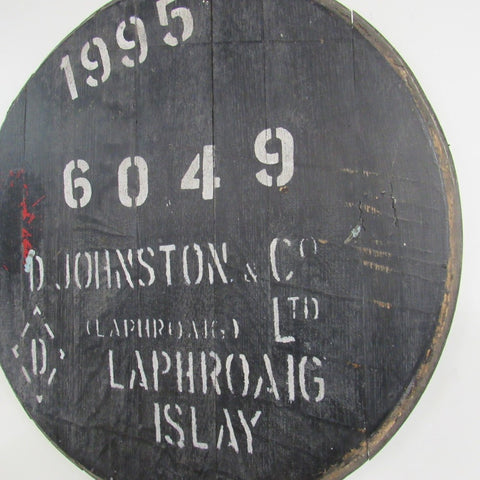 1995
6049
D JOHNSTON & CO
(LAPHROAIG) LTD
D
LAPHROAIG
ISLAY